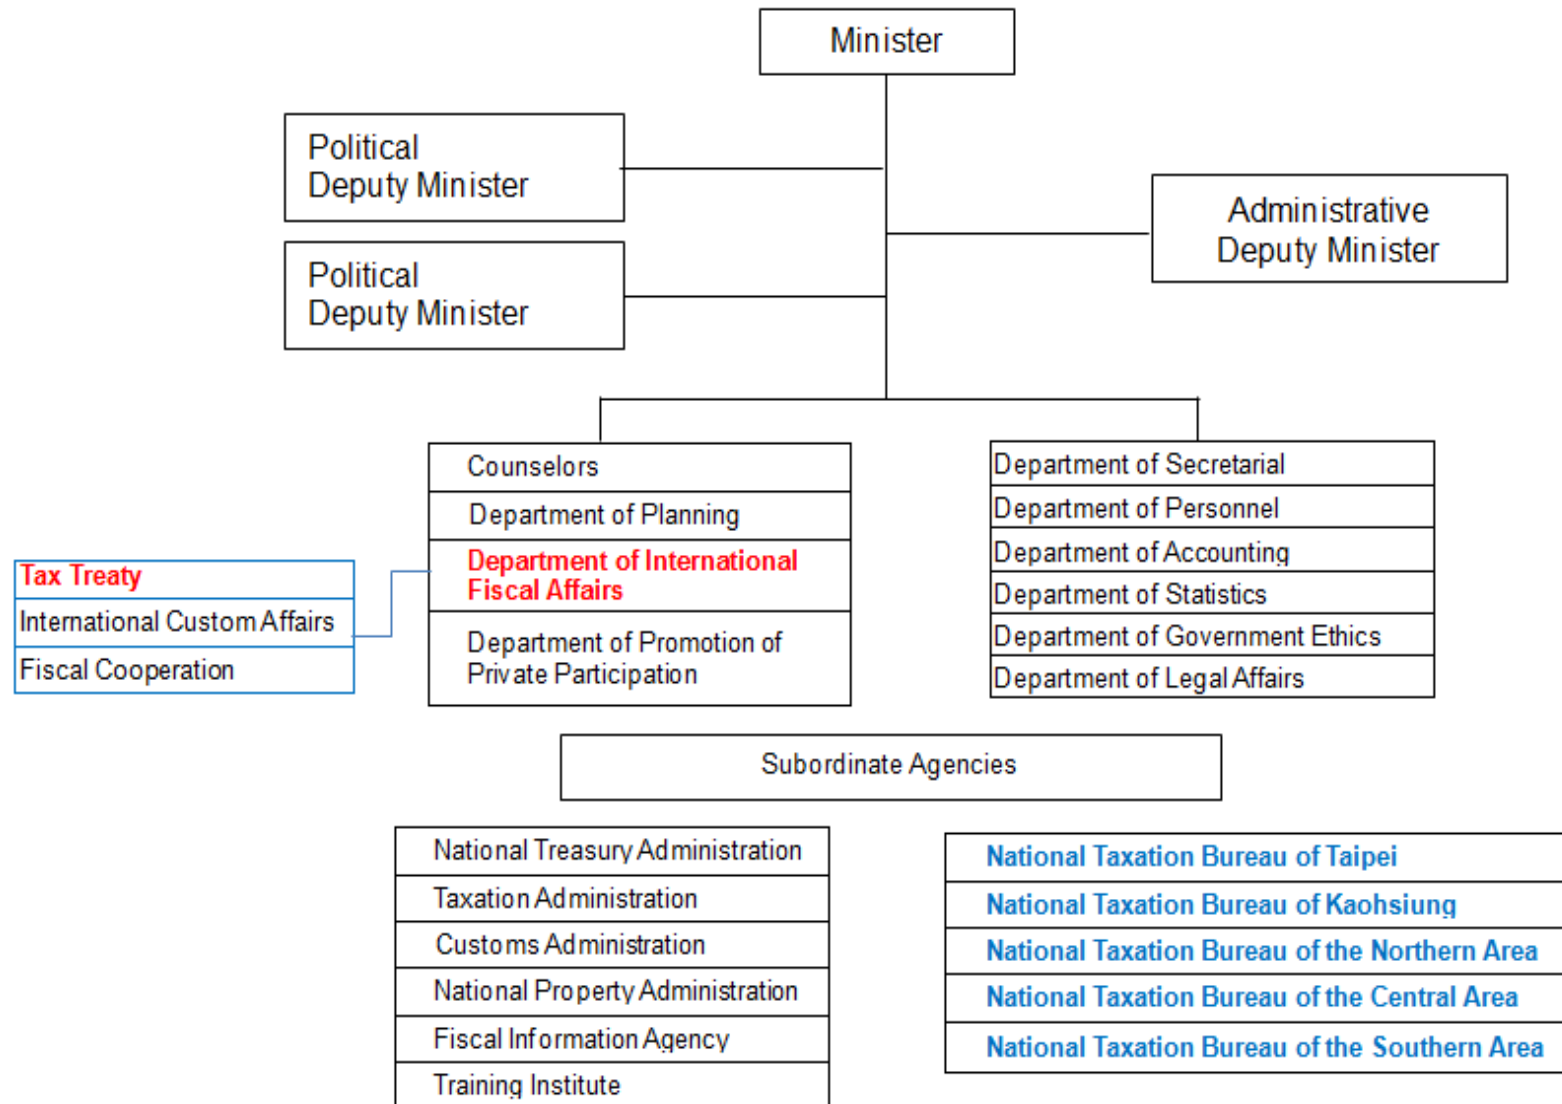 Minister
Political
Deputy Minister
Administrative
Deputy Minister
Political
Deputy Minister
Counselors
Department of Planning
Department of International
Fiscal Affairs
Department of Promotion of
Private Participation
Tax Treaty
International Custom Affairs
Fiscal Cooperation
Department of Secretarial
Department of Personnel
Department of Accounting
Department of Statistics
Department of Government Ethics
Department of Legal Affairs
Subordinate Agencies
National Treasury Administration
Taxation Administration
Customs Administration
National Property Administration
Fiscal Information Agency
Training Institute
National Taxation Bureau of Taipei
National Taxation Bureau of Kaohsiung
National Taxation Bureau of the Northern Area
National Taxation Bureau of the Central Area
National Taxation Bureau of the Southern Area